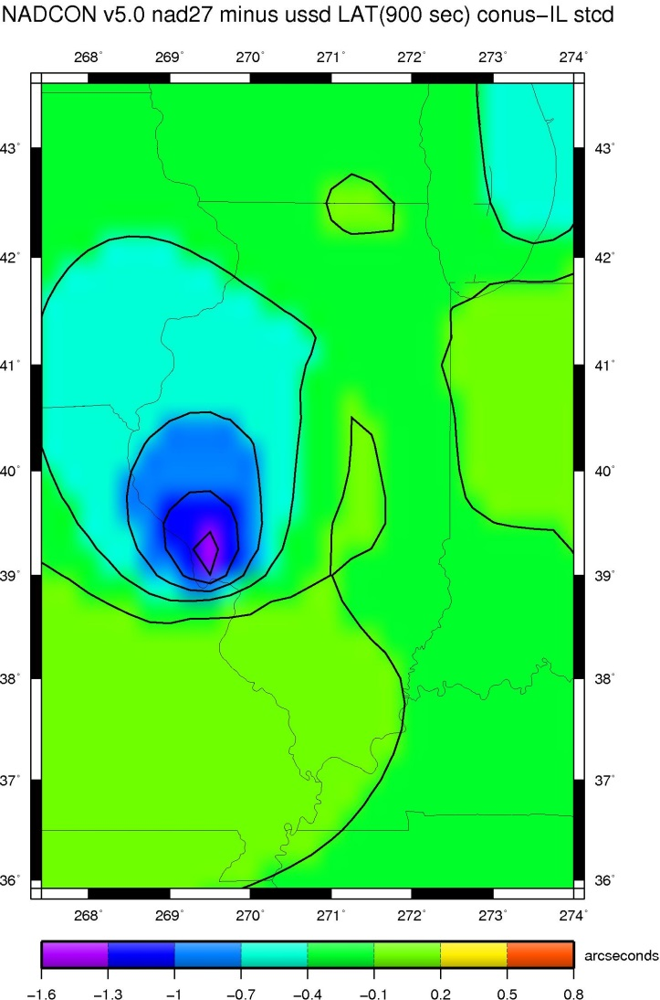 NADCON v5.0 nad27 minus ussd LAT(900 sec) conus−IL stcd
268° 269° 270° 271° 272° 273° 274°
43° 43°
42° 42°
41° 41°
40° 40°
39° 39°
38° 38°
37° 37°
36° 36°
268° 269° 270° 271° 272° 273° 274°
arcseconds
−1.6 −1.3 −1 −0.7 −0.4 −0.1 0.2 0.5 0.8